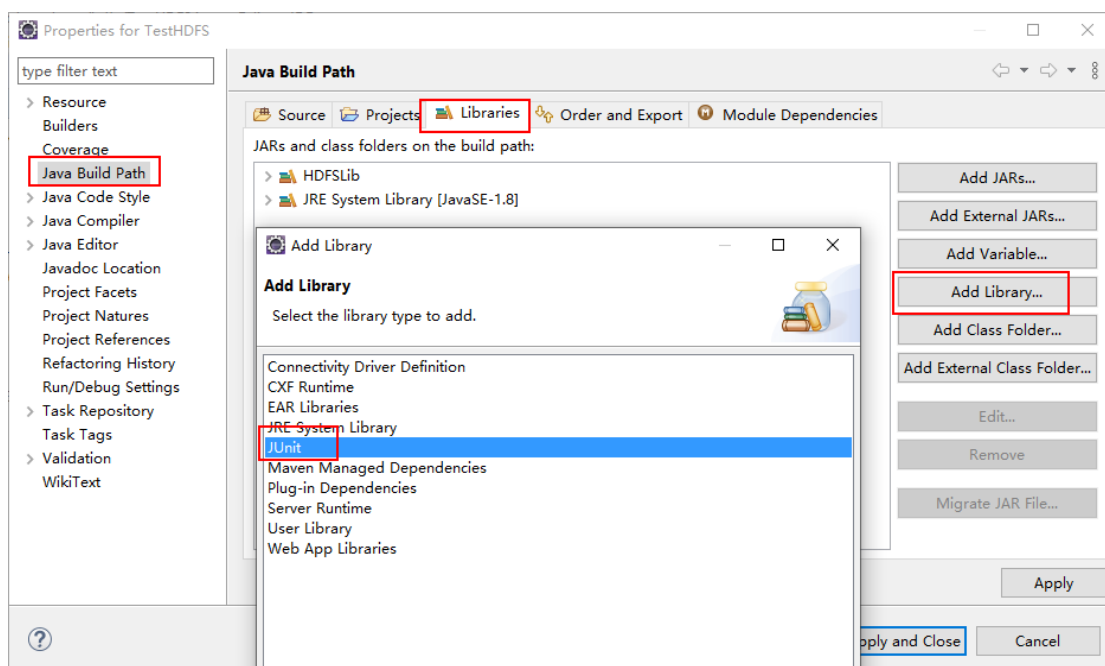 Properties for TestHDFS
type filter text
Resource
Builders
Coverage
Java Build Path
Java Code Style
Java Compiler
Java Editor
Javadoc Location
Project Facets
Project Natures
Project References
Refactoring History
Run/Debug Settings
Task Repository
Task Tags
Validation
WikiText
Java Build Path
Source Projects Libraries Order and Export Module Dependencies
JARs and class folders on the build path:
HDFSLib
JRE System Library [JavaSE-1.8]
Add JARs...
Add External JARs...
Add Variable...
Add Library...
Add Class Folder...
Add External Class Folder...
Edit...
Remove
Migrate JAR File...
Add Library
Add Library
Select the library type to add.
Connectivity Driver Definition
CXF Runtime
EAR Libraries
JRE System Library
JUnit
Maven Managed Dependencies
Plug-in Dependencies
Server Runtime
User Library
Web App Libraries
Apply
pply and Close
Cancel